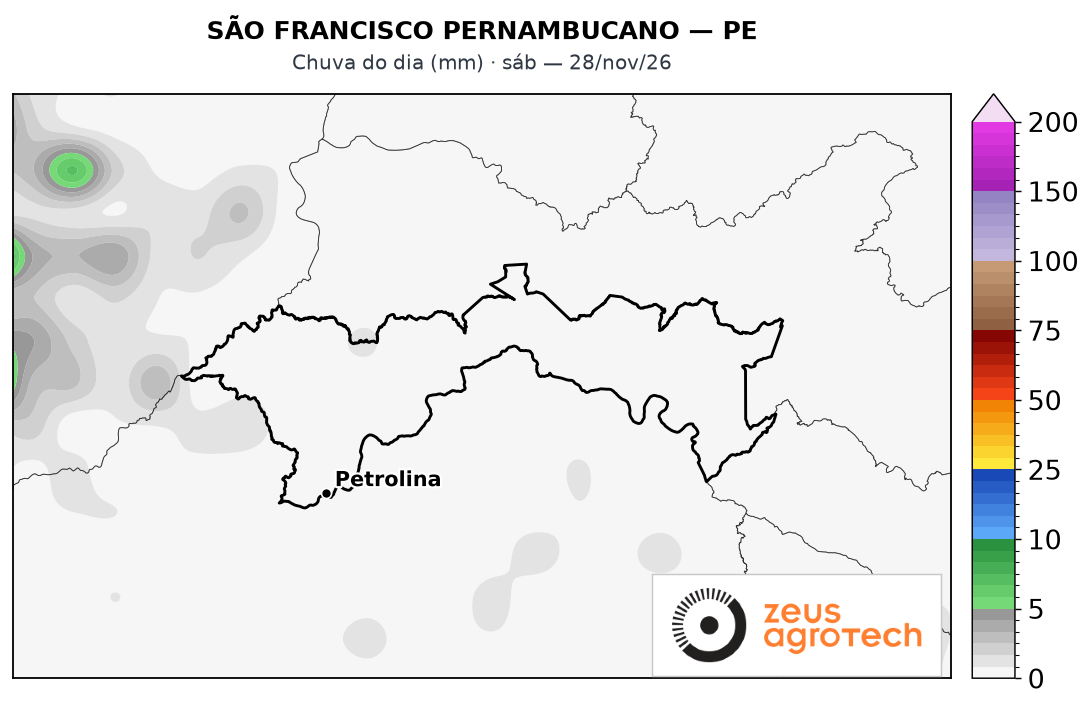 SÃO FRANCISCO PERNAMBUCANO — PE
Chuva do dia (mm) · sáb — 28/nov/26
200
150
100
75
50
25
10
5
0
Petrolina
zeus
agrotech